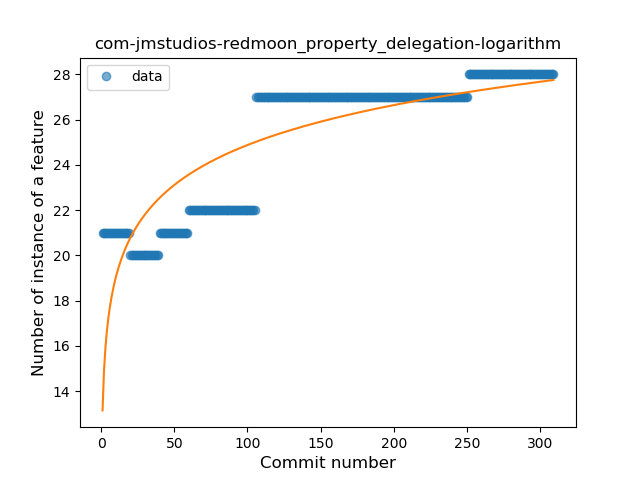 com-jmstudios-redmoon_property_delegation-logarithm
data
Number of instance of a feature
28
26
24
22
20
18
16
14
0 50 100 150 200 250 300
Commit number